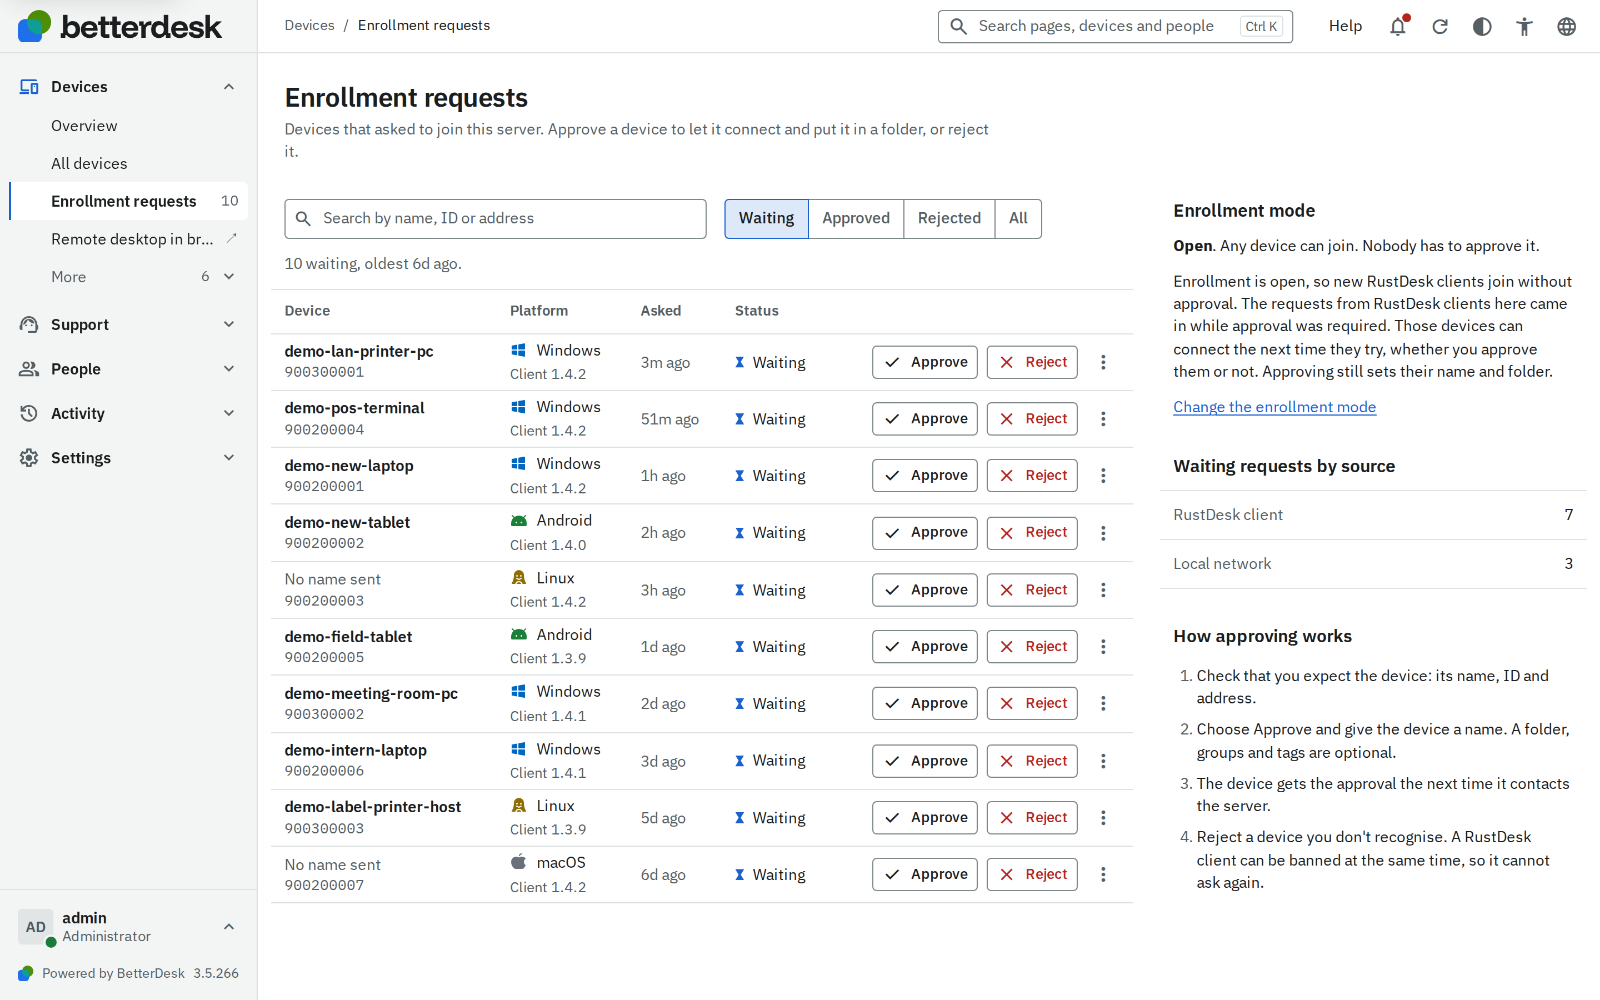 betterdesk
Devices / Enrollment requests
Search pages, devices and people Ctrl K
Help
Devices
Overview
All devices
Enrollment requests 10
Remote desktop in br...
More 6
Support
People
Activity
Settings
AD
admin
Administrator
Powered by BetterDesk 3.5.266
Enrollment requests
Devices that asked to join this server. Approve a device to let it connect and put it in a folder, or reject
it.
Search by name, ID or address
Waiting Approved Rejected All
10 waiting, oldest 6d ago.
Device Platform Asked Status
demo-lan-printer-pc Windows 3m ago Waiting Approve Reject
900300001 Client 1.4.2
demo-pos-terminal Windows 51m ago Waiting Approve Reject
900200004 Client 1.4.2
demo-new-laptop Windows 1h ago Waiting Approve Reject
900200001 Client 1.4.2
demo-new-tablet Android 2h ago Waiting Approve Reject
900200002 Client 1.4.0
No name sent Linux 3h ago Waiting Approve Reject
900200003 Client 1.4.2
demo-field-tablet Android 1d ago Waiting Approve Reject
900200005 Client 1.3.9
demo-meeting-room-pc Windows 2d ago Waiting Approve Reject
900300002 Client 1.4.1
demo-intern-laptop Windows 3d ago Waiting Approve Reject
900200006 Client 1.4.1
demo-label-printer-host Linux 5d ago Waiting Approve Reject
900300003 Client 1.3.9
No name sent macOS 6d ago Waiting Approve Reject
900200007 Client 1.4.2
Enrollment mode
Open. Any device can join. Nobody has to approve it.
Enrollment is open, so new RustDesk clients join without
approval. The requests from RustDesk clients here came
in while approval was required. Those devices can
connect the next time they try, whether you approve
them or not. Approving still sets their name and folder.
Change the enrollment mode
Waiting requests by source
RustDesk client 7
Local network 3
How approving works
1. Check that you expect the device: its name, ID and
address.
2. Choose Approve and give the device a name. A folder,
groups and tags are optional.
3. The device gets the approval the next time it contacts
the server.
4. Reject a device you don't recognise. A RustDesk
client can be banned at the same time, so it cannot
ask again.